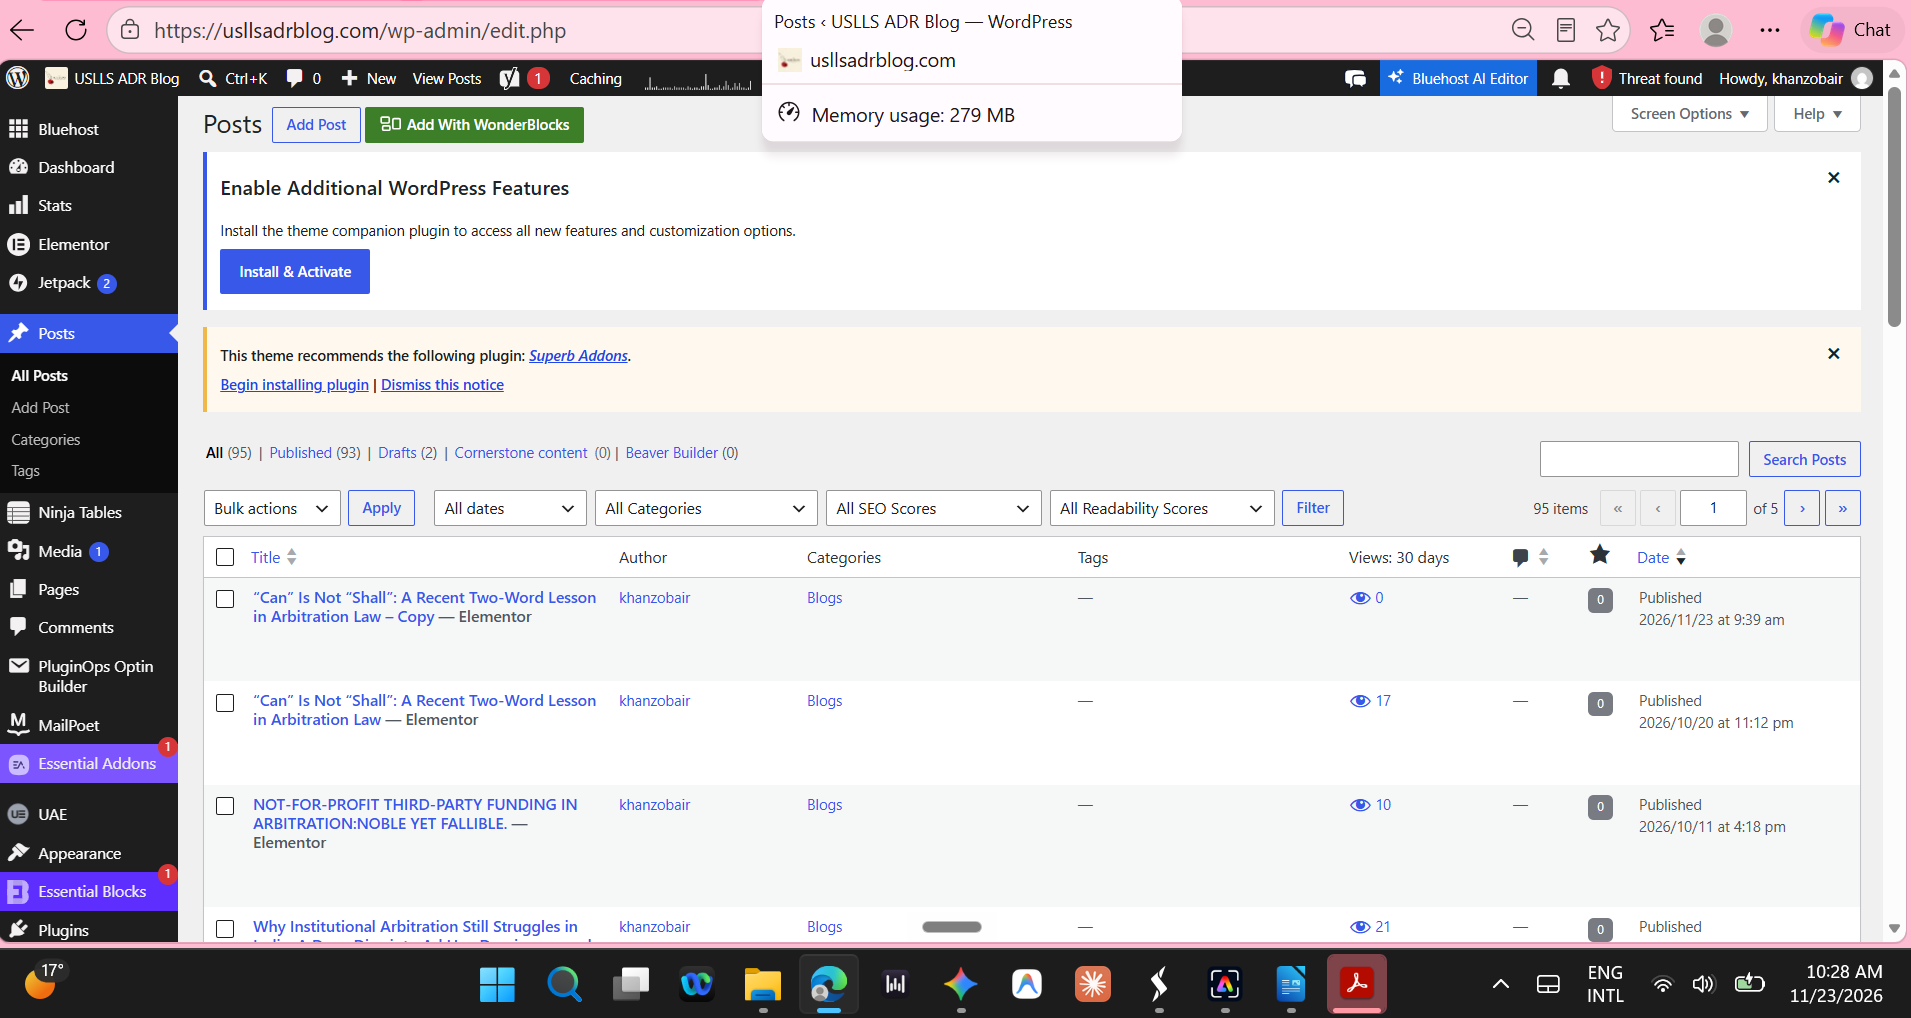 Posts ‹ USLLS ADR Blog — WordPress
https://usllsadrblog.com/wp-admin/edit.php
Chat
usllsadrblog.com
USLLS ADR Blog
Ctrl+K
0
New
View Posts
1
Caching
Bluehost AI Editor
Threat found
Howdy, khanzobair
Memory usage: 279 MB
Bluehost
Dashboard
Stats
Elementor
Jetpack 2
Posts
All Posts
Add Post
Categories
Tags
Ninja Tables
Media 1
Pages
Comments
PluginOps Optin
Builder
MailPoet
Essential Addons 1
UAE
Appearance
Essential Blocks 1
Plugins
Posts
Add Post
Add With WonderBlocks
Screen Options
Help
Enable Additional WordPress Features
Install the theme companion plugin to access all new features and customization options.
Install & Activate
This theme recommends the following plugin: Superb Addons.
Begin installing plugin | Dismiss this notice
All (95) | Published (93) | Drafts (2) | Cornerstone content (0) | Beaver Builder (0)
Search Posts
Bulk actions
Apply
All dates
All Categories
All SEO Scores
All Readability Scores
Filter
95 items « ‹ 1 of 5 › »
Title
Author
Categories
Tags
Views: 30 days
Date
“Can” Is Not “Shall”: A Recent Two-Word Lesson
in Arbitration Law – Copy — Elementor
khanzobair
Blogs
—
0
—
0
Published
2026/11/23 at 9:39 am
“Can” Is Not “Shall”: A Recent Two-Word Lesson
in Arbitration Law — Elementor
khanzobair
Blogs
—
17
—
0
Published
2026/10/20 at 11:12 pm
NOT-FOR-PROFIT THIRD-PARTY FUNDING IN
ARBITRATION:NOBLE YET FALLIBLE. —
Elementor
khanzobair
Blogs
—
10
—
0
Published
2026/10/11 at 4:18 pm
Why Institutional Arbitration Still Struggles in
khanzobair
Blogs
—
21
—
0
Published
17°
ENG
INTL
10:28 AM
11/23/2026